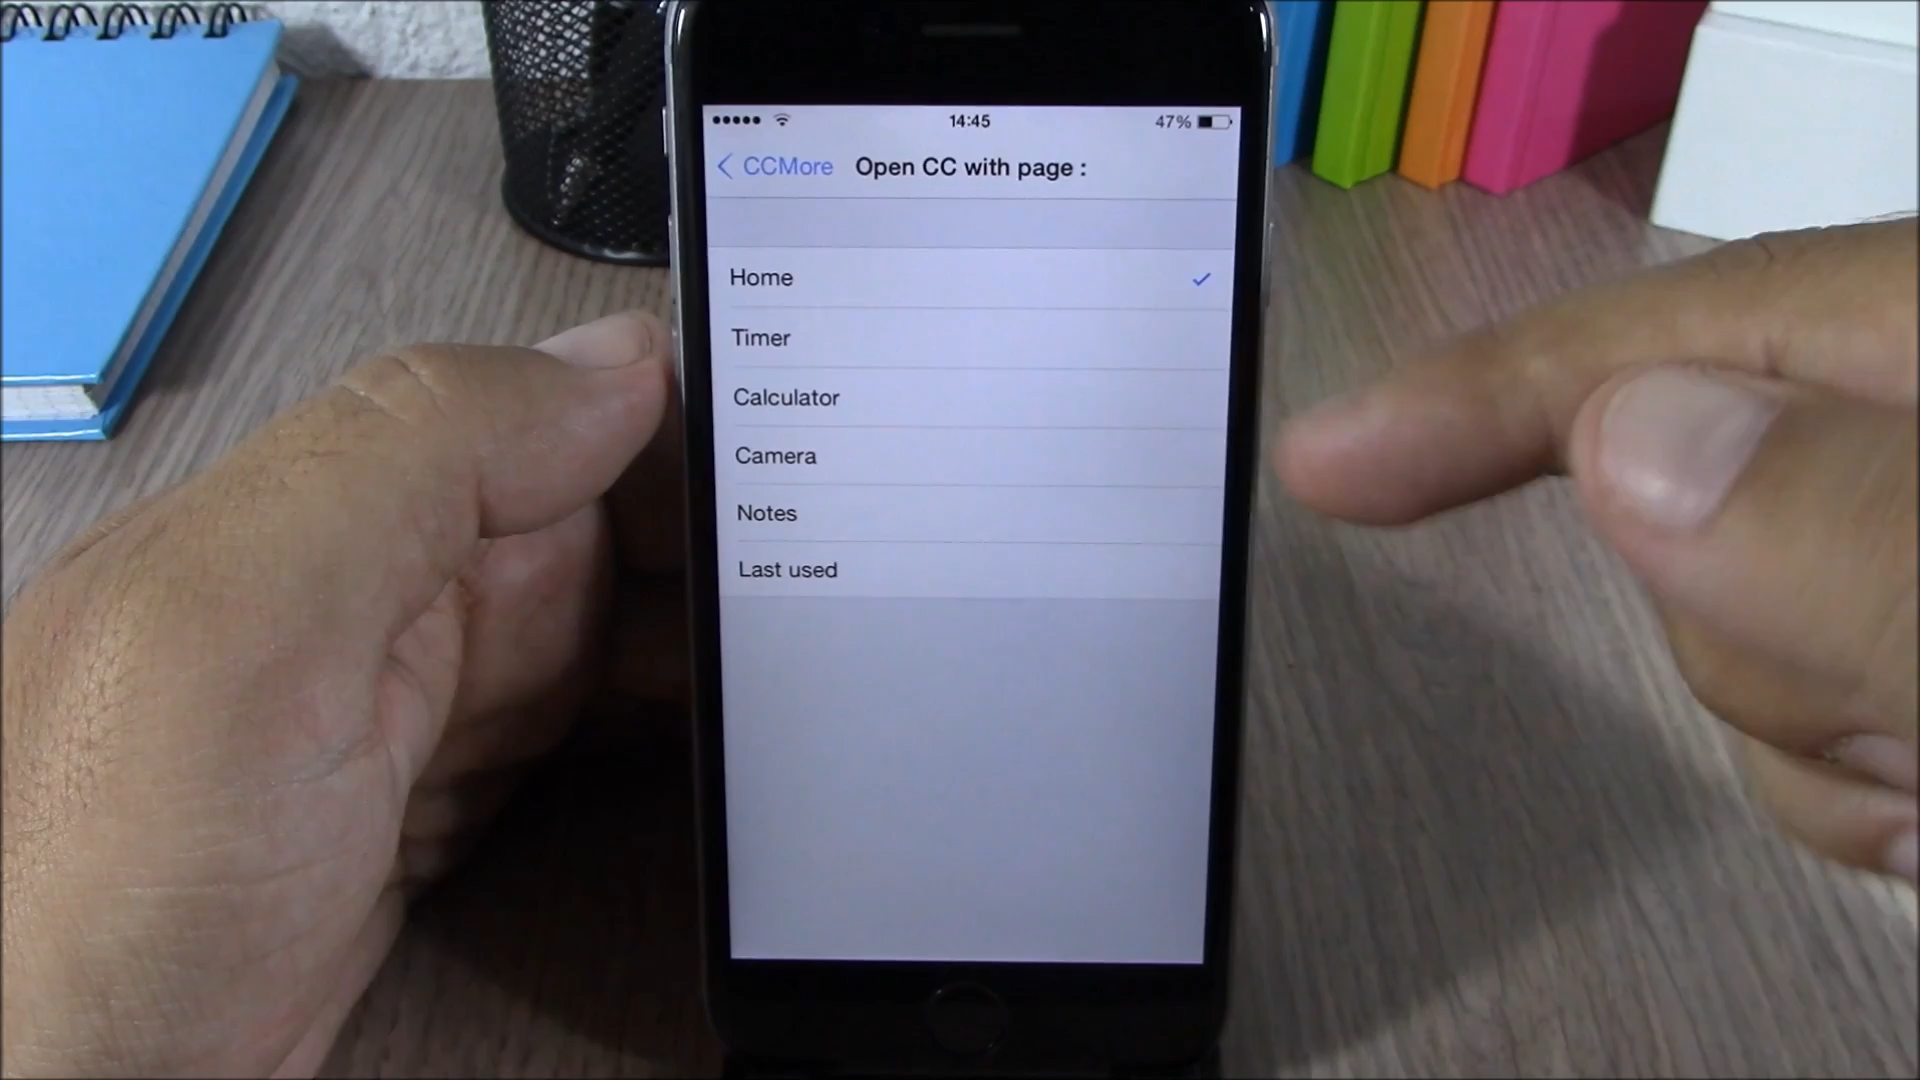 14:45 47%
CCMore Open CC with page :
Home
Timer
Calculator
Camera
Notes
Last used